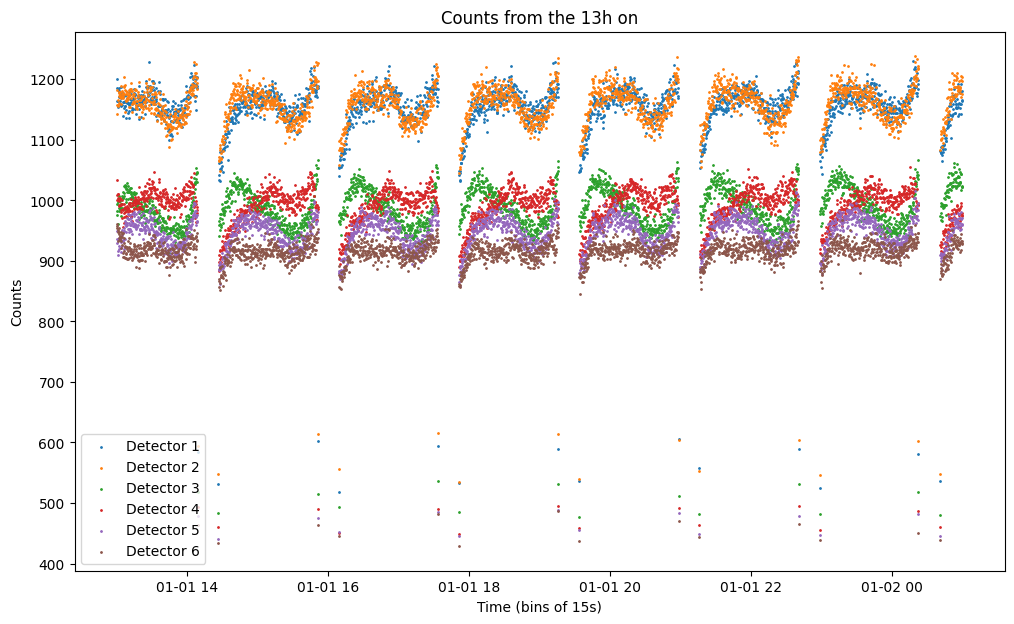 Counts from the 13h on
Counts
1200
1100
1000
900
800
700
600
500
400
Detector 1
Detector 2
Detector 3
Detector 4
Detector 5
Detector 6
01-01 14
01-01 16
01-01 18
01-01 20
01-01 22
01-02 00
Time (bins of 15s)